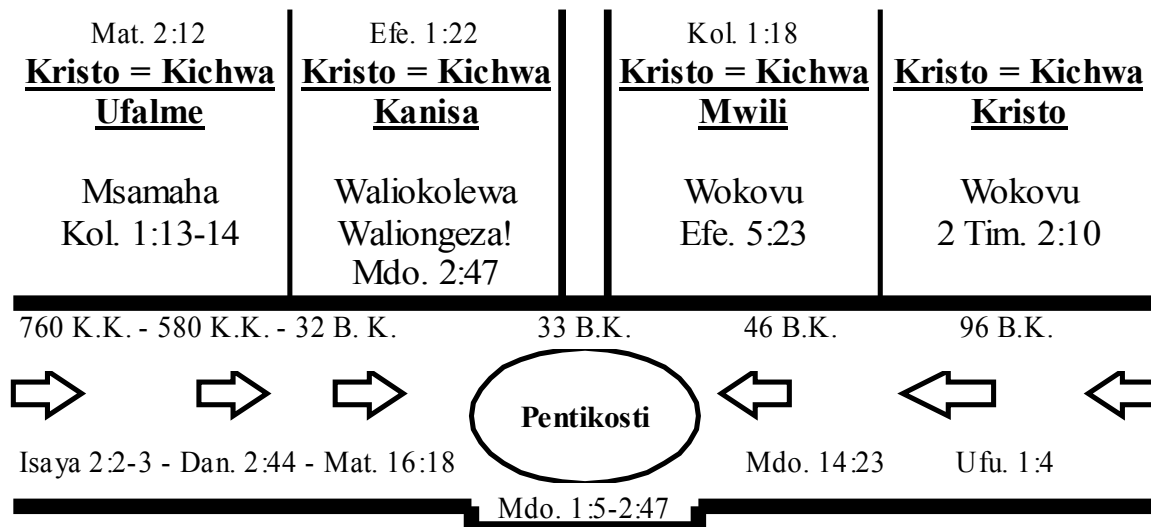 Mat. 2:12
Kristo = Kichwa
Ufalme
Msamaha
Kol. 1:13-14
Efe. 1:22
Kristo = Kichwa
Kanisa
Waliokolewa
Waliongeza!
Mdo. 2:47
Kol. 1:18
Kristo = Kichwa
Mwili
Wokovu
Efe. 5:23
Kristo = Kichwa
Kristo
Wokovu
2 Tim. 2:10
760 K.K. - 580 K.K. - 32 B. K. 33 B.K. 46 B.K. 96 B.K.
Pentikosti
Isaya 2:2-3 - Dan. 2:44 - Mat. 16:18 Mdo. 14:23 Ufu. 1:4
Mdo. 1:5-2:47